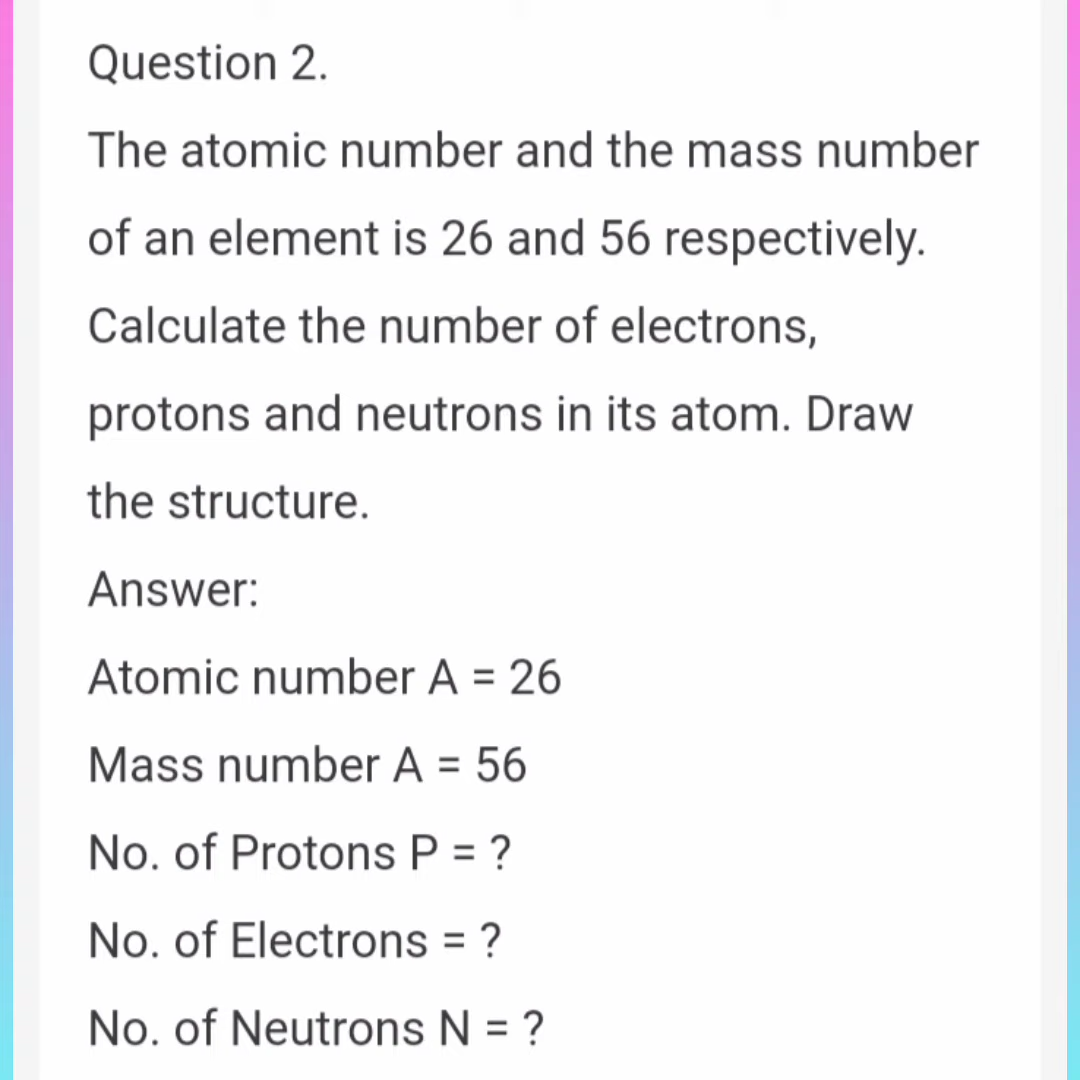 Question 2.
The atomic number and the mass number
of an element is 26 and 56 respectively.
Calculate the number of electrons,
protons and neutrons in its atom. Draw
the structure.
Answer:
Atomic number A = 26
Mass number A = 56
No. of Protons P = ?
No. of Electrons = ?
No. of Neutrons N = ?